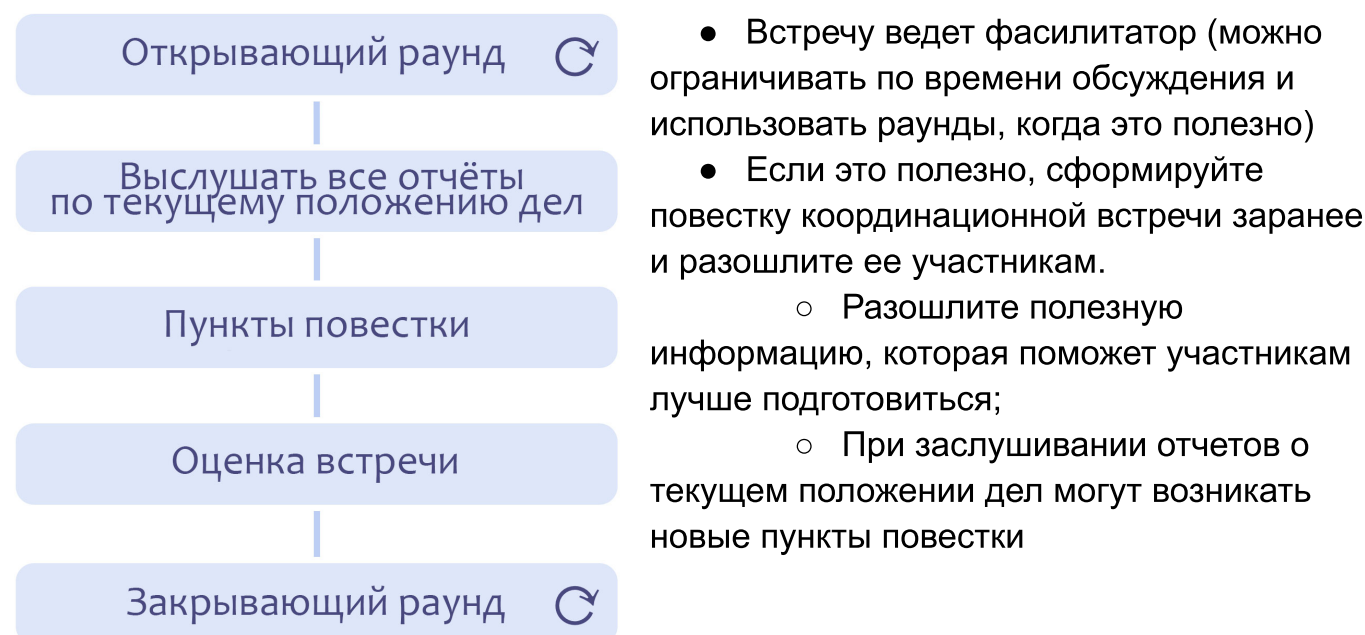 Открывающий раунд
Выслушать все отчёты
по текущему положению дел
Пункты повестки
Оценка встречи
Закрывающий раунд
● Встречу ведет фасилитатор (можно
ограничивать по времени обсуждения и
использовать раунды, когда это полезно)
● Если это полезно, сформируйте
повестку координационной встречи заранее
и разошлите ее участникам.
○ Разошлите полезную
информацию, которая поможет участникам
лучше подготовиться;
○ При заслушивании отчетов о
текущем положении дел могут возникать
новые пункты повестки